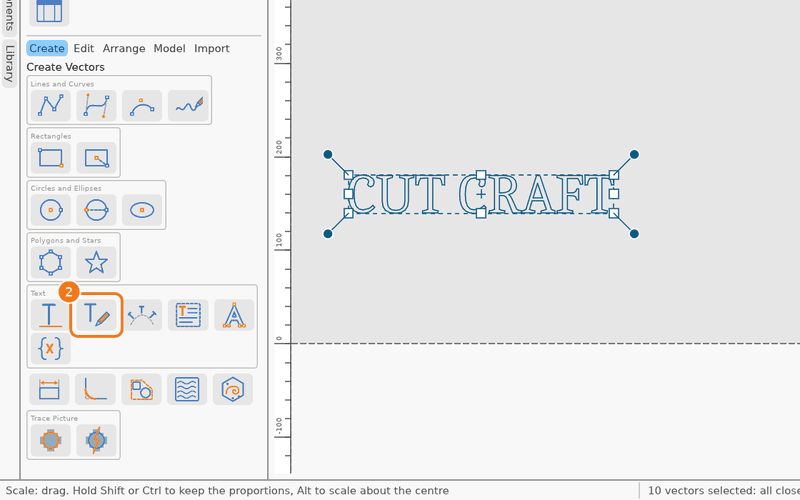 onents
Library
Create Edit Arrange Model Import
Create Vectors
Lines and Curves
Rectangles
Circles and Ellipses
Polygons and Stars
Text
2
T T T A
{x}
Trace Picture
300
200
100
0
-100
CUT CRAFT
Scale: drag. Hold Shift or Ctrl to keep the proportions, Alt to scale about the centre
10 vectors selected: all close